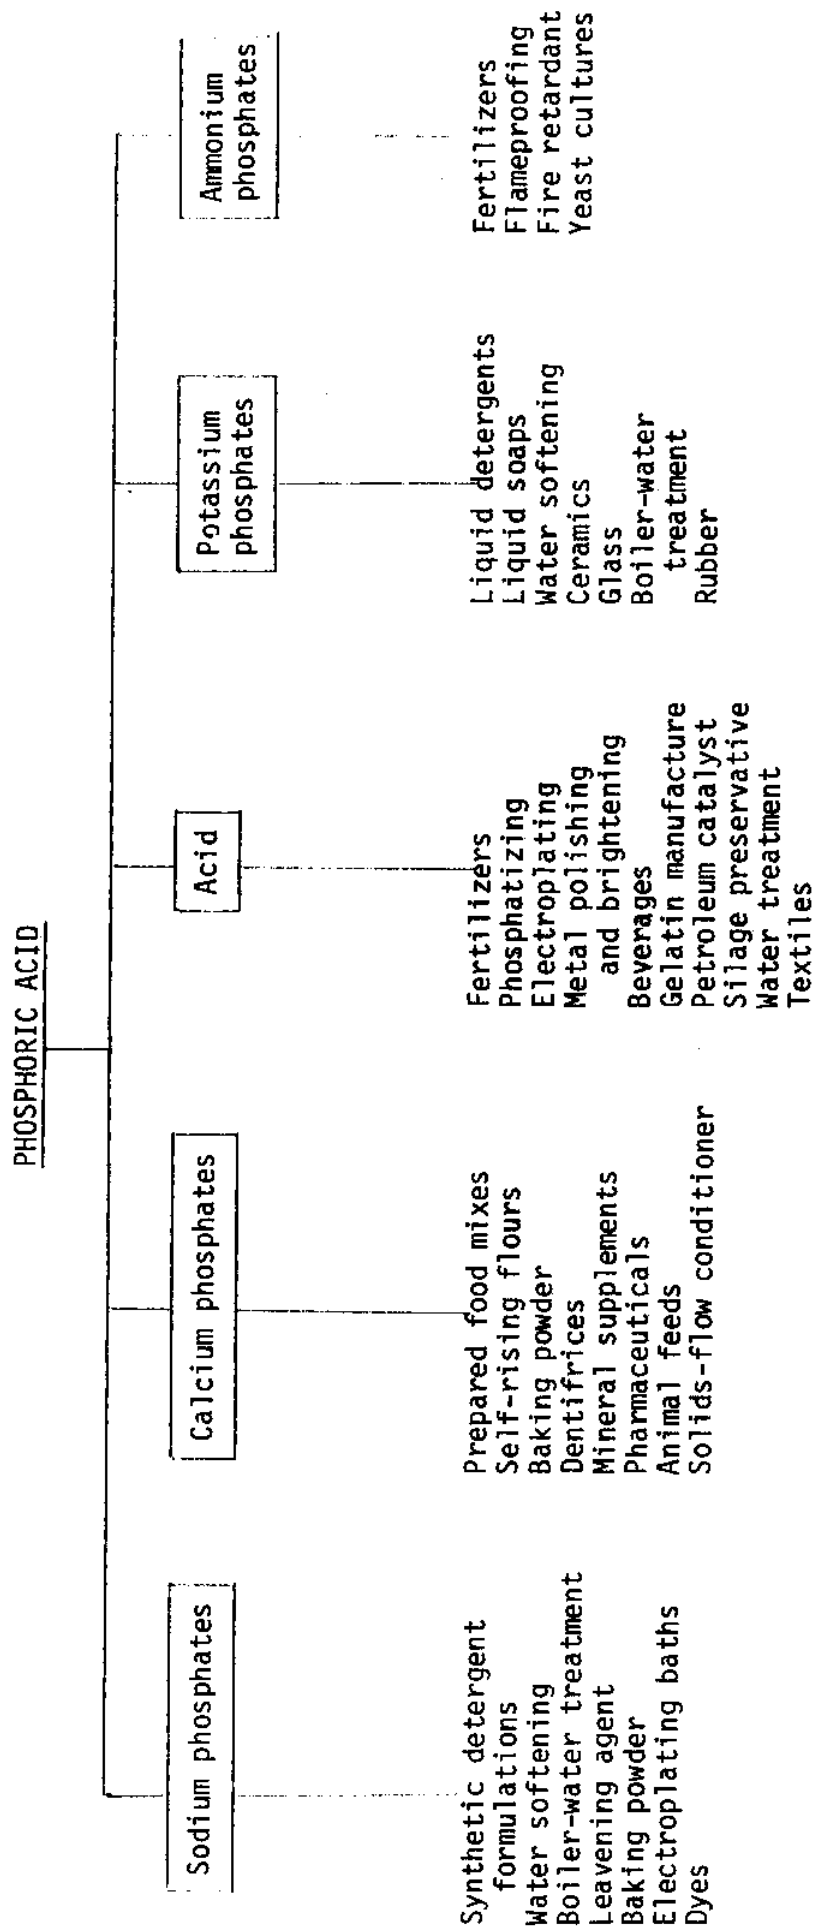 PHOSPHORIC ACID
Sodium phosphates
Synthetic detergent
formulations
Water softening
Boiler-water treatment
Leavening agent
Baking powder
Electroplating baths
Dyes
Calcium phosphates
Prepared food mixes
Self-rising flours
Baking powder
Dentifrices
Mineral supplements
Pharmaceuticals
Animal feeds
Solids-flow conditioner
Acid
Fertilizers
Phosphatizing
Electroplating
Metal polishing
and brightening
Beverages
Gelatin manufacture
Petroleum catalyst
Silage preservative
Water treatment
Textiles
Potassium
phosphates
Liquid detergents
Liquid soaps
Water softening
Ceramics
Glass
Boiler-water
treatment
Rubber
Ammonium
phosphates
Fertilizers
Flameproofing
Fire retardant
Yeast cultures